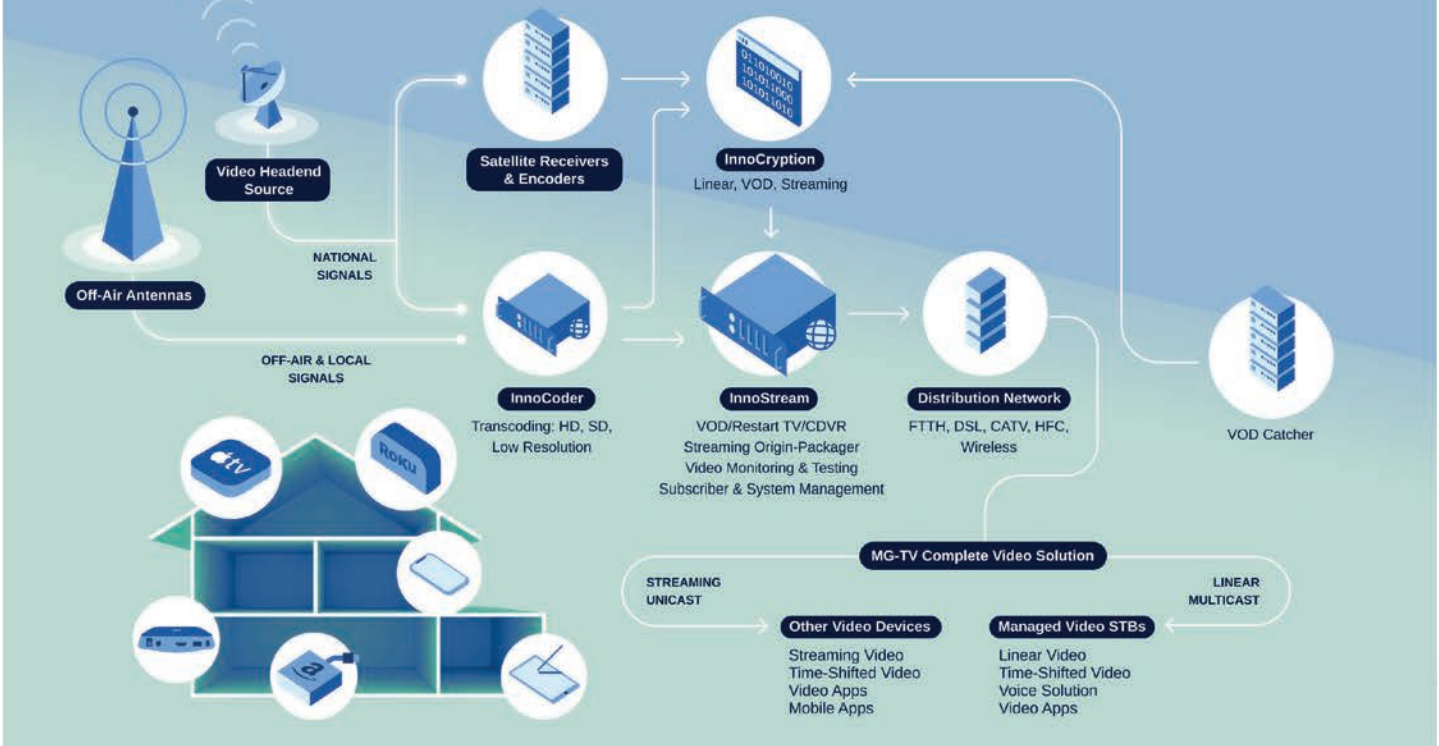 Video Headend
Source
Off-Air Antennas
NATIONAL
SIGNALS
OFF-AIR & LOCAL
SIGNALS
Satellite Receivers
& Encoders
011010010
101011000
101011010
InnoCryption
Linear, VOD, Streaming
InnoCoder
Transcoding: HD, SD,
Low Resolution
InnoStream
VOD/Restart TV/CDVR
Streaming Origin-Packager
Video Monitoring & Testing
Subscriber & System Management
Distribution Network
FTTH, DSL, CATV, HFC,
Wireless
VOD Catcher
tv
ROKU
a
MG-TV Complete Video Solution
STREAMING
UNICAST
LINEAR
MULTICAST
Other Video Devices
Streaming Video
Time-Shifted Video
Video Apps
Mobile Apps
Managed Video STBs
Linear Video
Time-Shifted Video
Voice Solution
Video Apps